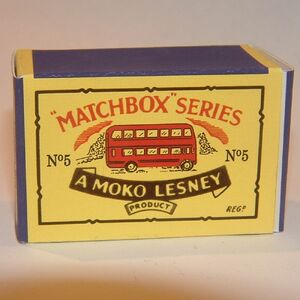 "MATCHBOX" SERIES
Nº5 Nº5
A MOKO LESNEY
PRODUCT
REGD